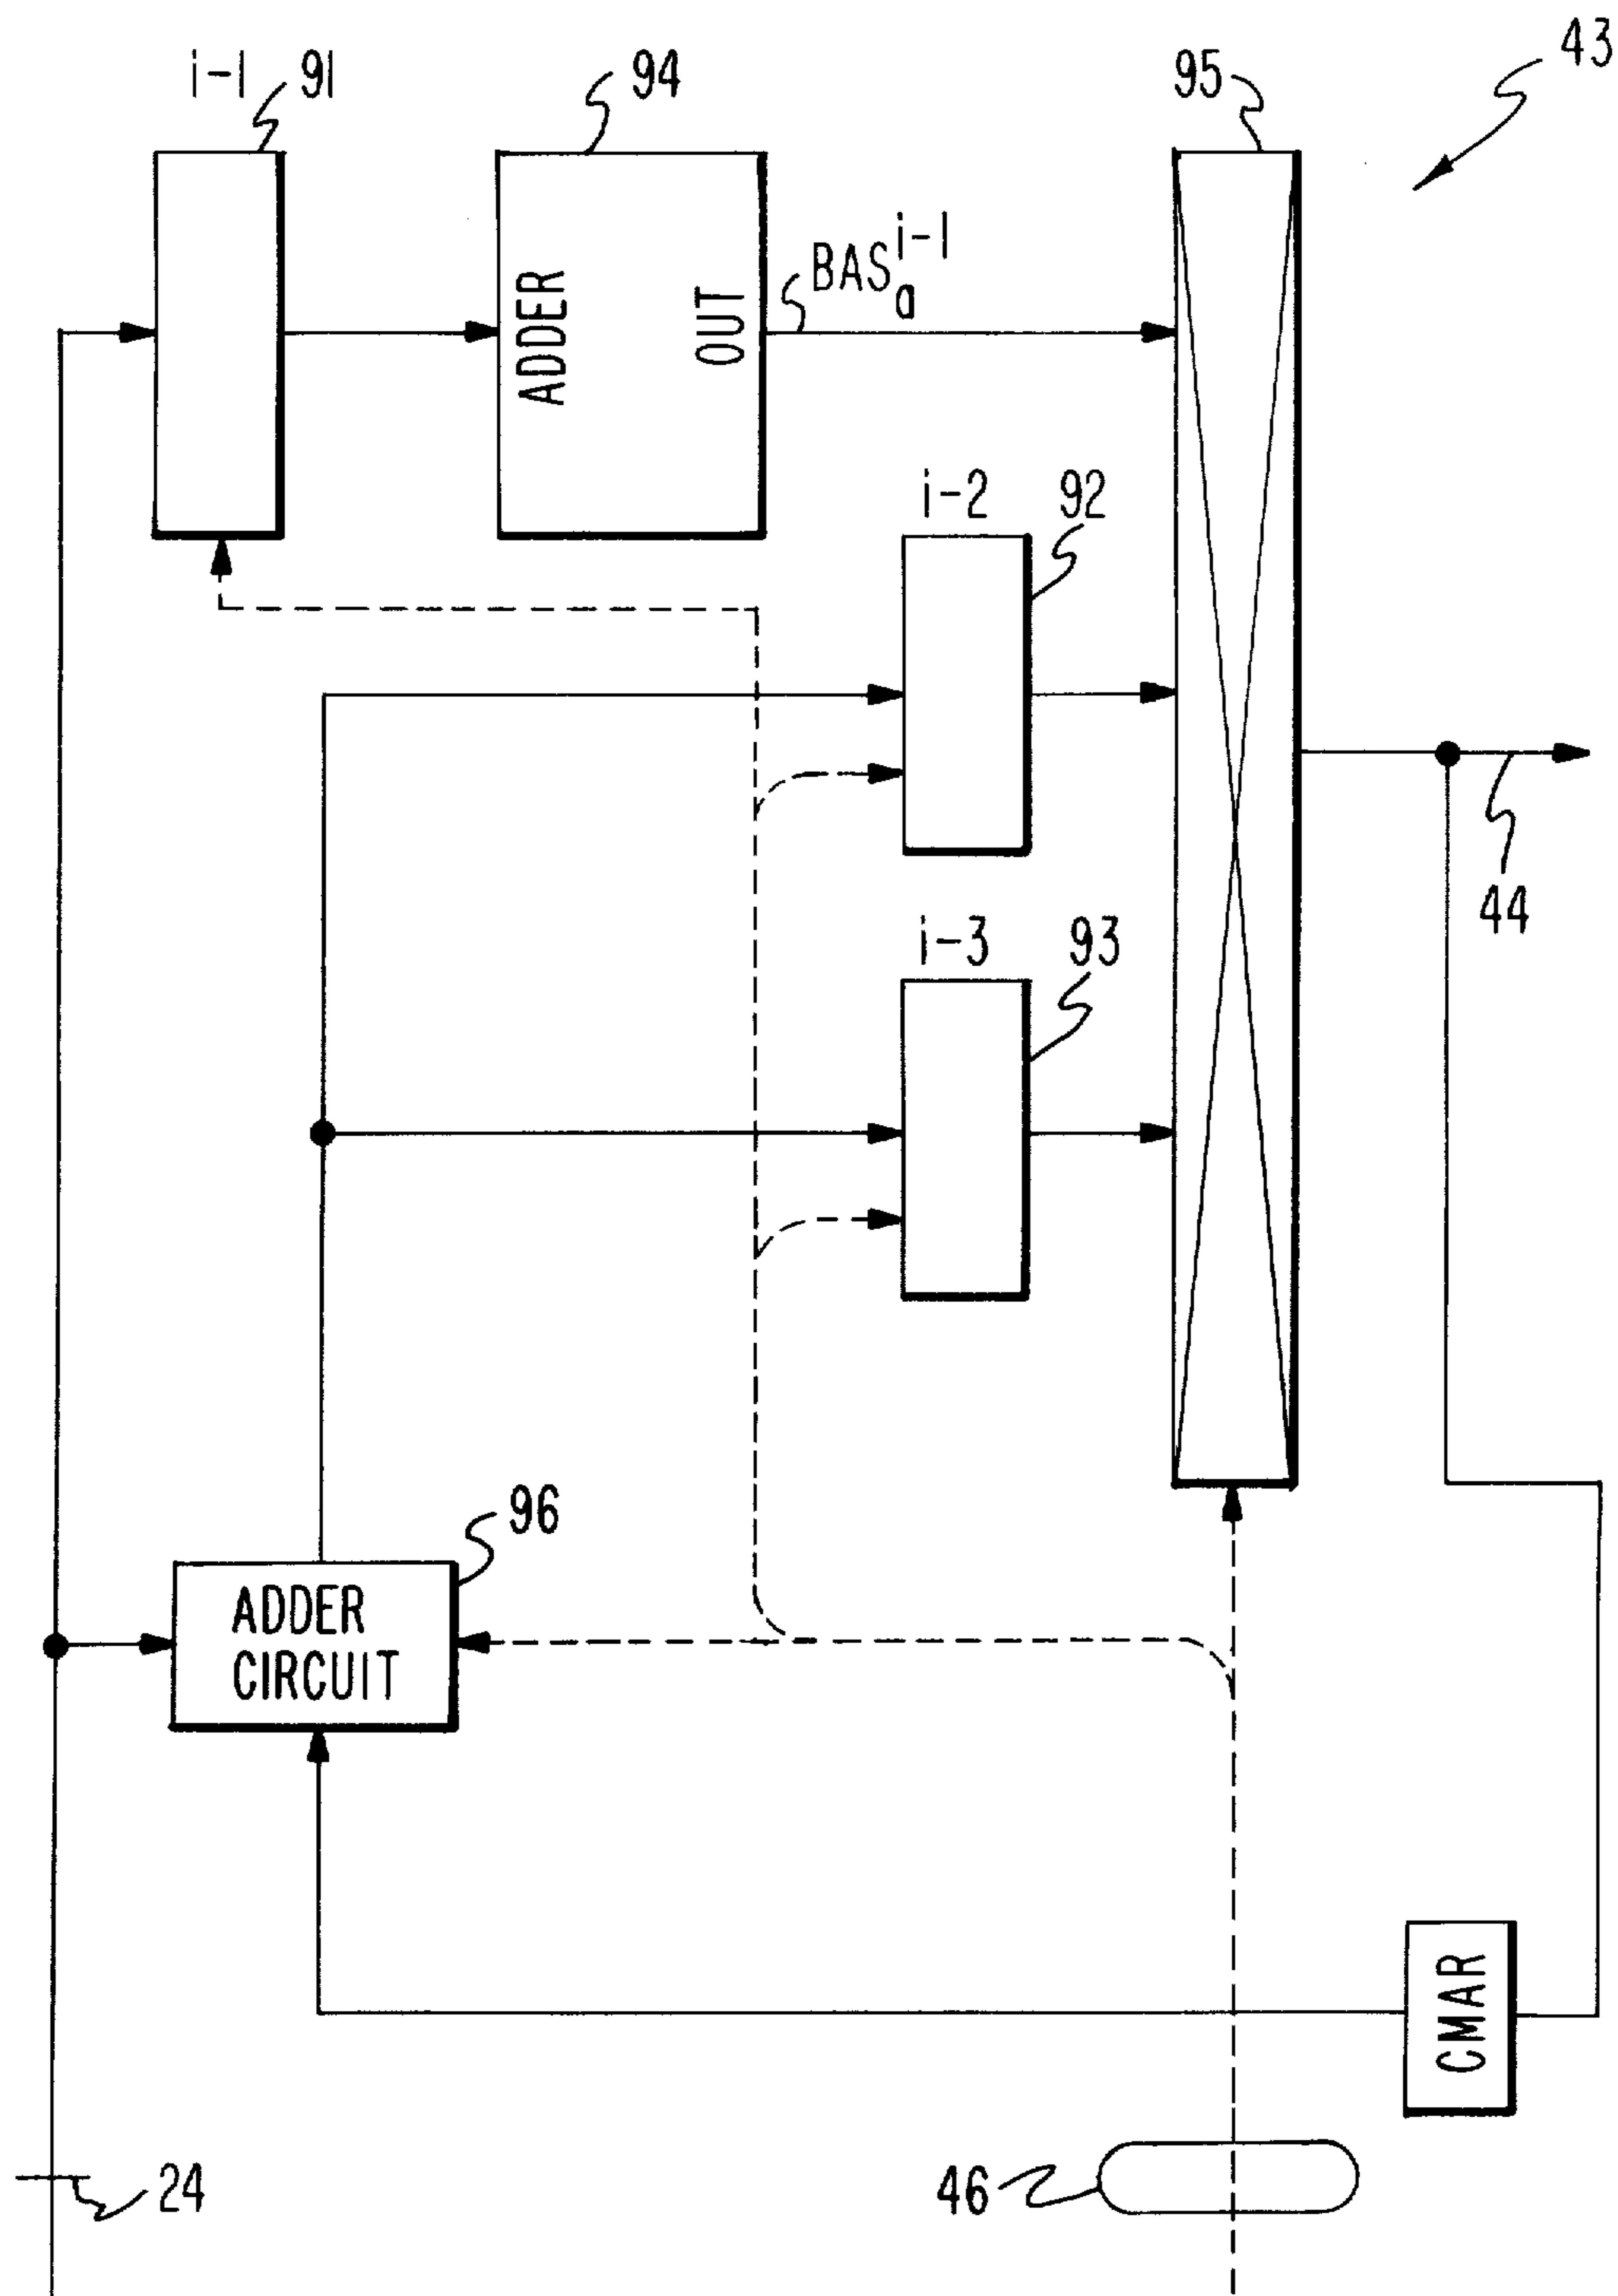 i-1 91
94
95
43
ADDER
OUT
BAS_a^{i-1}
i-2 92
44
i-3 93
96
ADDER
CIRCUIT
CMAR
24
46